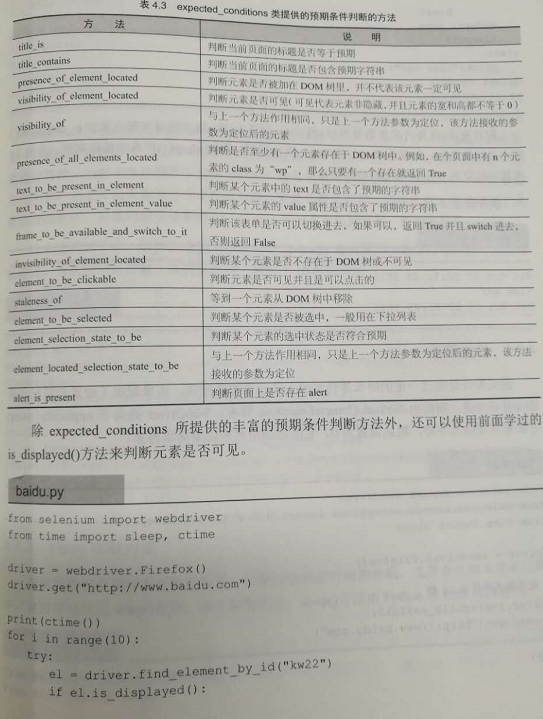 表 4.3 expected_conditions 类提供的预期条件判断的方法
方 法 说 明
title_is 判断当前页面的标题是否等于预期
title_contains 判断当前页面的标题是否包含预期字符串
presence_of_element_located 判断元素是否被加在 DOM 树里，并不代表该元素一定可见
visibility_of_element_located 判断元素是否可见（可见代表元素非隐藏，并且元素的宽和高都不等于 0）
visibility_of 与上一个方法作用相同，只是上一个方法参数为定位，该方法接收的参
数为定位后的元素
presence_of_all_elements_located 判断是否至少有一个元素存在于 DOM 树中。例如，在个页面中有 n 个元
素的 class 为“wp”，那么只要有一个存在就返回 True
text_to_be_present_in_element 判断某个元素中的 text 是否包含了预期的字符串
text_to_be_present_in_element_value 判断某个元素的 value 属性是否包含了预期的字符串
frame_to_be_available_and_switch_to_it 判断该表单是否可以切换进去，如果可以，返回 True 并且 switch 进去，
否则返回 False
invisibility_of_element_located 判断某个元素是否不存在于 DOM 树或不可见
element_to_be_clickable 判断元素是否可见并且是可以点击的
staleness_of 等到一个元素从 DOM 树中移除
element_to_be_selected 判断某个元素是否被选中，一般用在下拉列表
element_selection_state_to_be 判断某个元素的选中状态是否符合预期
element_located_selection_state_to_be 与上一个方法作用相同，只是上一个方法参数为定位后的元素，该方法
接收的参数为定位
alert_is_present 判断页面上是否存在 alert
除 expected_conditions 所提供的丰富的预期条件判断方法外，还可以使用前面学过的
is_displayed()方法来判断元素是否可见。
baidu.py
from selenium import webdriver
from time import sleep, ctime
driver = webdriver.Firefox()
driver.get("http://www.baidu.com")
print(ctime())
for i in range(10):
try:
el = driver.find_element_by_id("kw22")
if el.is_displayed():